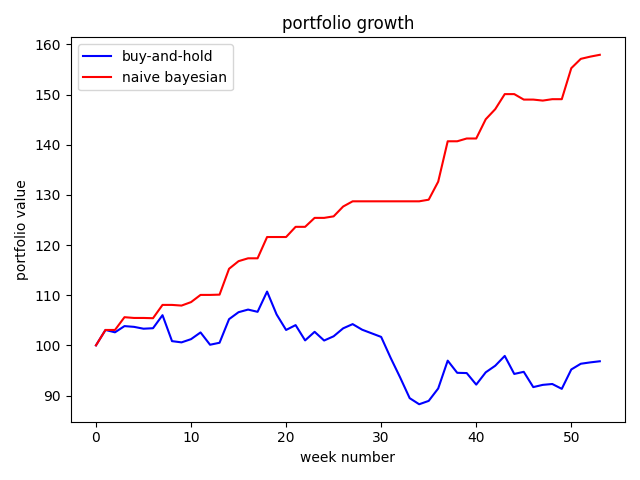 portfolio growth
buy-and-hold
naive bayesian
160
150
140
130
120
110
100
90
portfolio value
0 10 20 30 40 50
week number